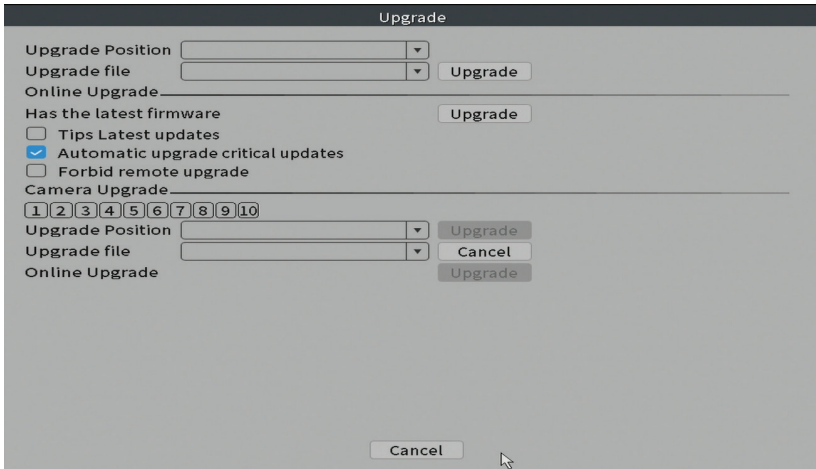 Upgrade
Upgrade Position
Upgrade file Upgrade
Online Upgrade
Has the latest firmware Upgrade
Tips Latest updates
Automatic upgrade critical updates
Forbid remote upgrade
Camera Upgrade
1 2 3 4 5 6 7 8 9 10
Upgrade Position Upgrade
Upgrade file Cancel
Online Upgrade Upgrade
Cancel